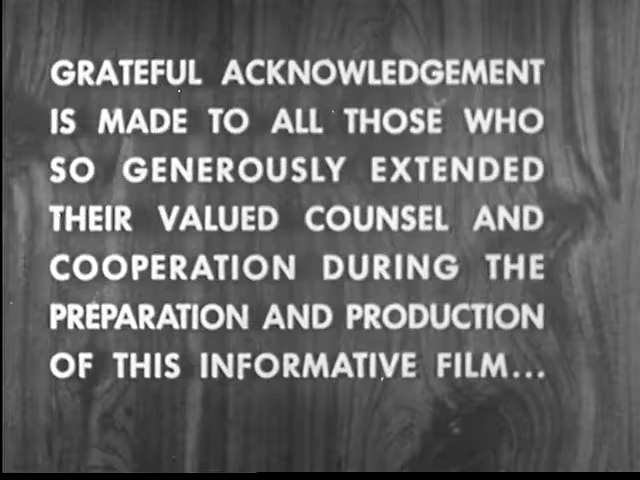 GRATEFUL ACKNOWLEDGEMENT
IS MADE TO ALL THOSE WHO
SO GENEROUSLY EXTENDED
THEIR VALUED COUNSEL AND
COOPERATION DURING THE
PREPARATION AND PRODUCTION
OF THIS INFORMATIVE FILM...